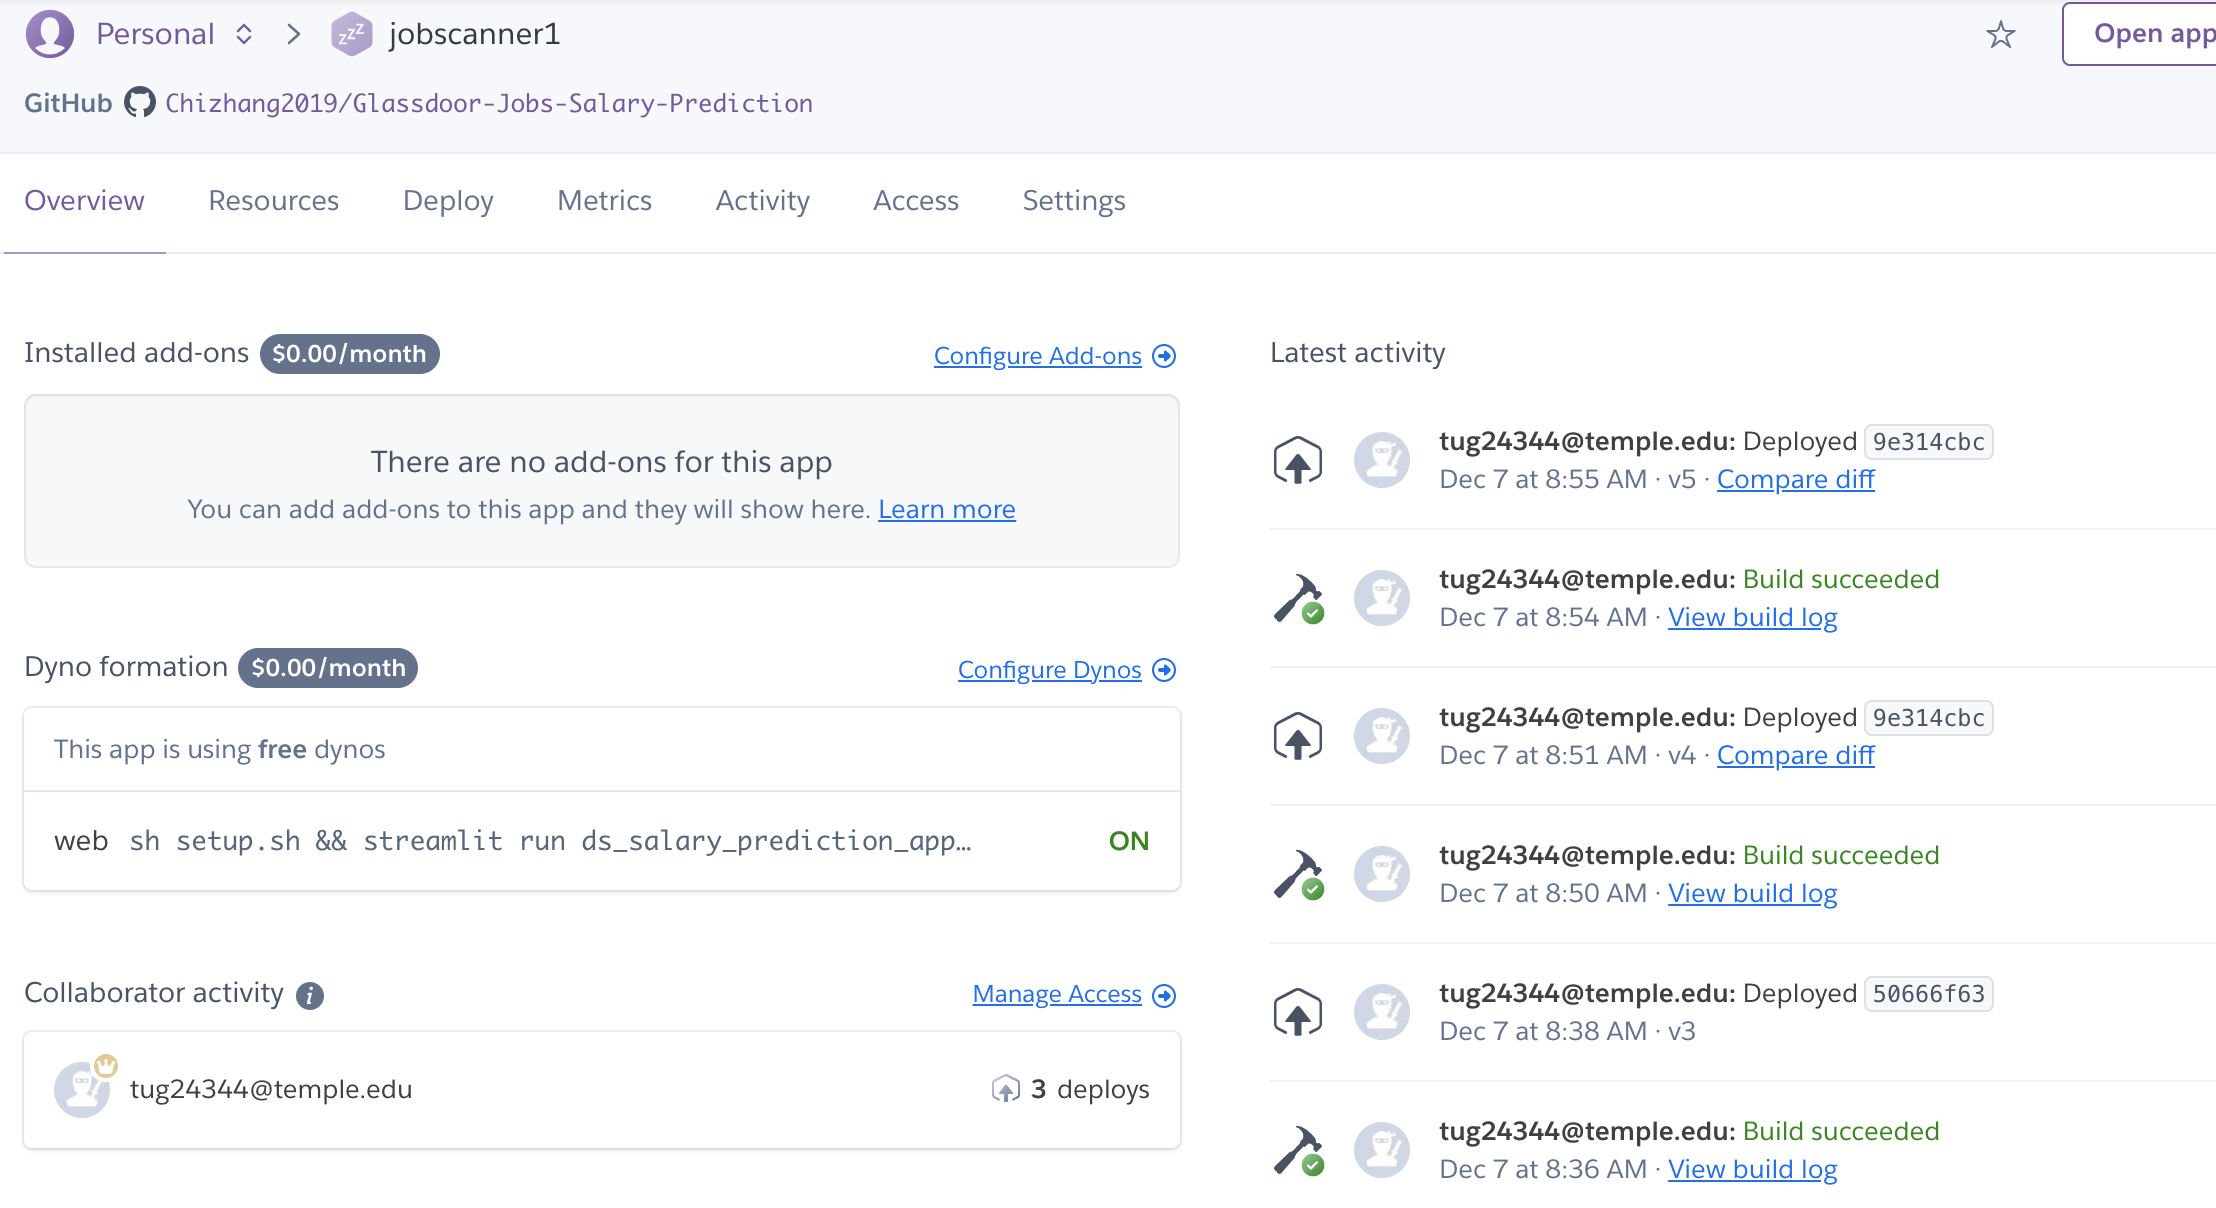 Personal
zzz
jobscanner1
Open app
GitHub Chizhang2019/Glassdoor-Jobs-Salary-Prediction
Overview Resources Deploy Metrics Activity Access Settings
Installed add-ons $0.00/month Configure Add-ons
There are no add-ons for this app
You can add add-ons to this app and they will show here. Learn more
Dyno formation $0.00/month Configure Dynos
This app is using free dynos
web sh setup.sh && streamlit run ds_salary_prediction_app… ON
Collaborator activity i Manage Access
tug24344@temple.edu 3 deploys
Latest activity
tug24344@temple.edu: Deployed 9e314cbc
Dec 7 at 8:55 AM · v5 · Compare diff
tug24344@temple.edu: Build succeeded
Dec 7 at 8:54 AM · View build log
tug24344@temple.edu: Deployed 9e314cbc
Dec 7 at 8:51 AM · v4 · Compare diff
tug24344@temple.edu: Build succeeded
Dec 7 at 8:50 AM · View build log
tug24344@temple.edu: Deployed 50666f63
Dec 7 at 8:38 AM · v3
tug24344@temple.edu: Build succeeded
Dec 7 at 8:36 AM · View build log